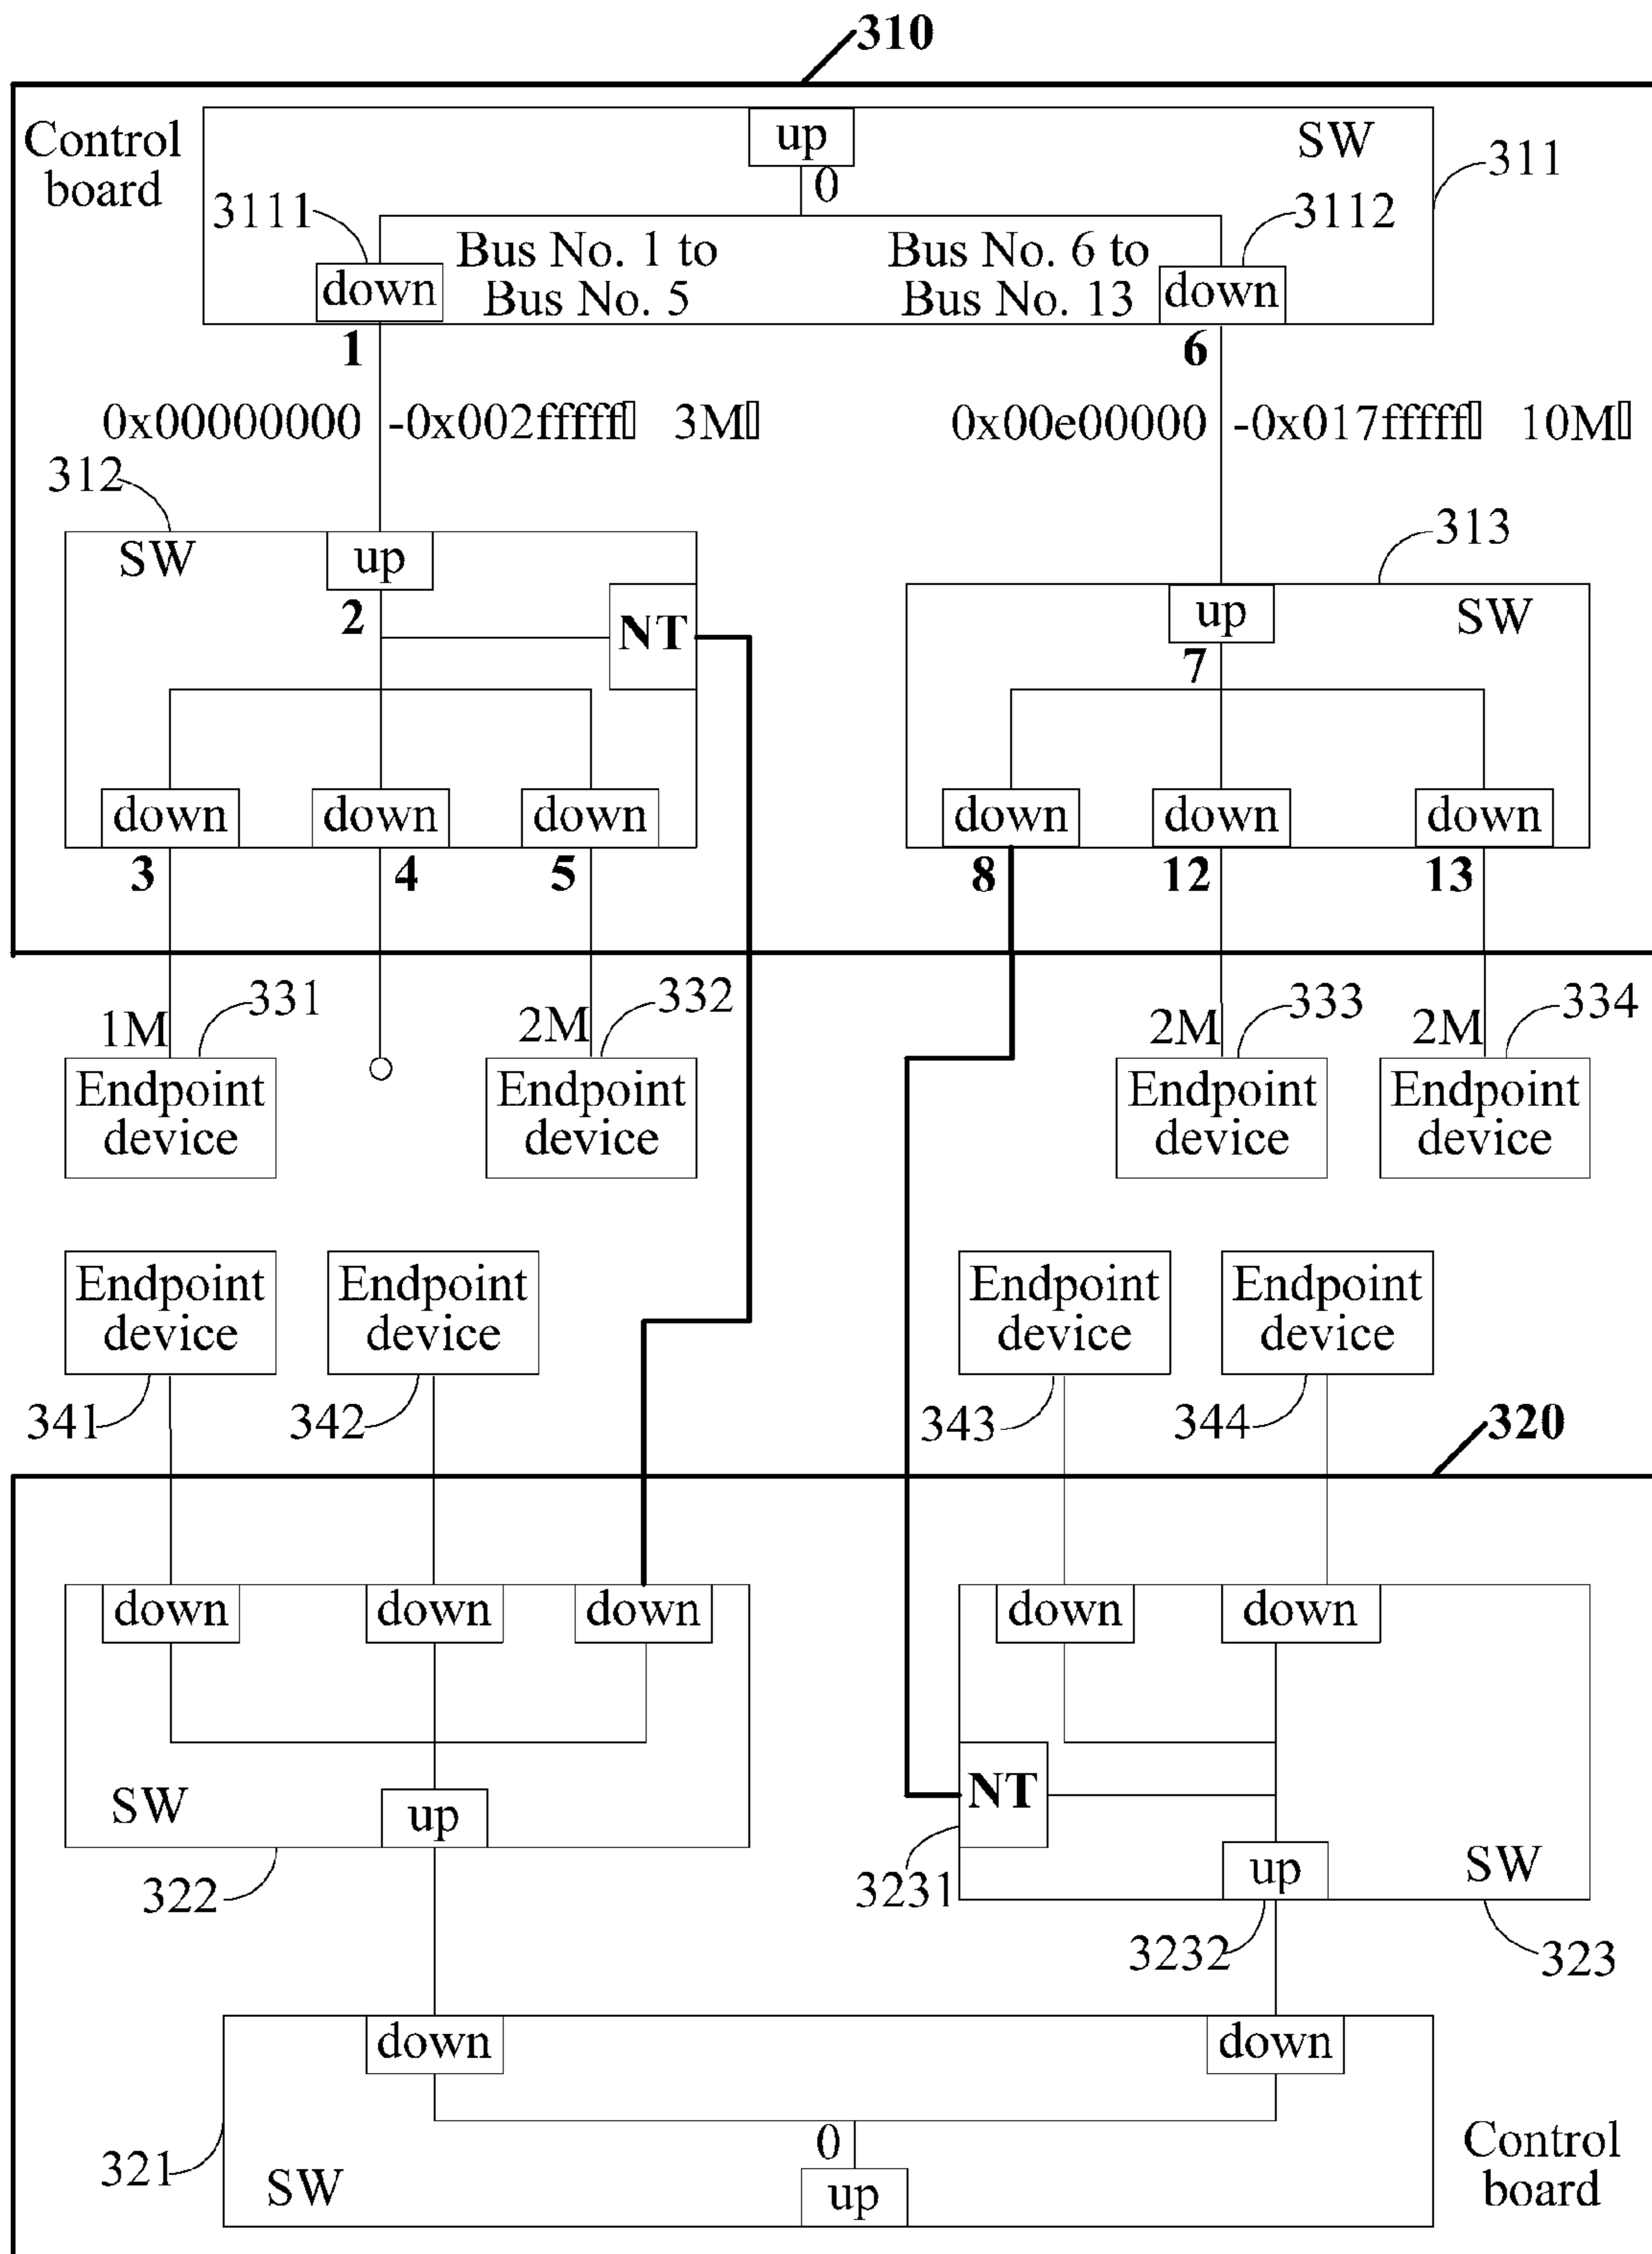 310
Control
board
up
SW
311
0
3111
3112
Bus No. 1 to
Bus No. 5
Bus No. 6 to
Bus No. 13
down
down
1
6
0x00000000
-0x002fffff▯ 3M▯
0x00e00000
-0x017fffff▯ 10M▯
312
313
SW
up
2
NT
up
SW
7
down
down
down
down
down
down
3
4
5
8
12
13
1M
331
2M
332
2M
333
2M
334
Endpoint
device
Endpoint
device
Endpoint
device
Endpoint
device
Endpoint
device
Endpoint
device
Endpoint
device
Endpoint
device
341
342
343
344
320
down
down
down
down
down
SW
up
NT
322
3231
up
SW
3232
323
down
down
321
0
SW
up
Control
board